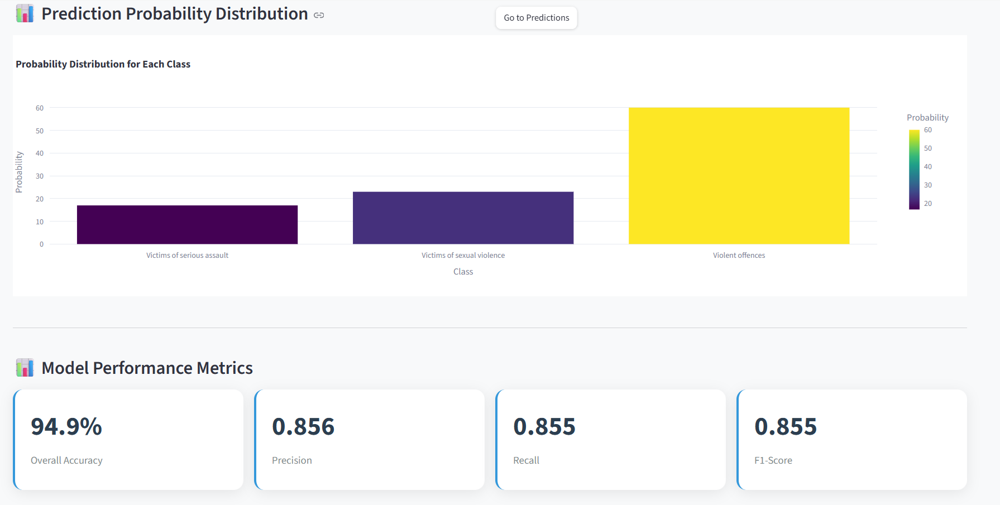 Prediction Probability Distribution
Go to Predictions
Probability Distribution for Each Class
60
50
40
30
20
10
0
Probability
Victims of serious assault
Victims of sexual violence
Violent offences
Class
Probability
60
50
40
30
20
Model Performance Metrics
94.9%
Overall Accuracy
0.856
Precision
0.855
Recall
0.855
F1-Score